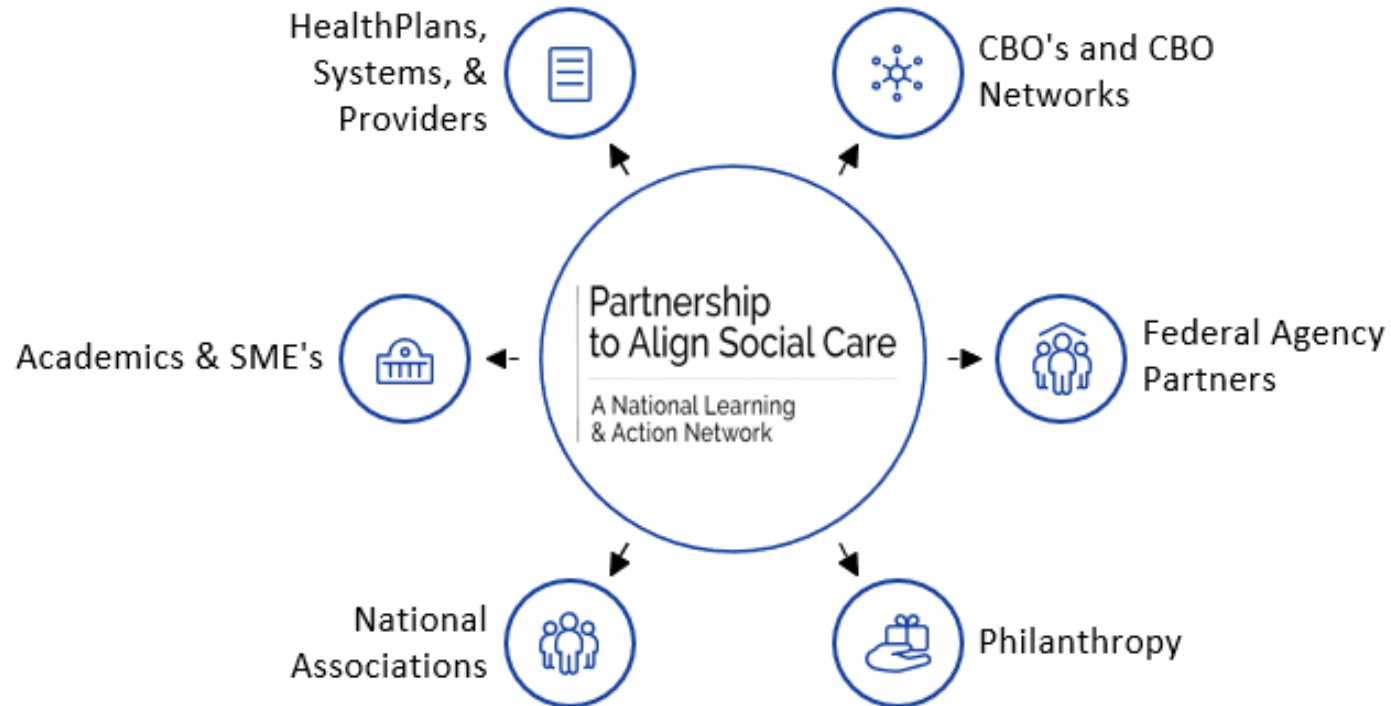 HealthPlans,
Systems, &
Providers
CBO's and CBO
Networks
Partnership
to Align Social Care
A National Learning
& Action Network
Academics & SME's
Federal Agency
Partners
National
Associations
Philanthropy